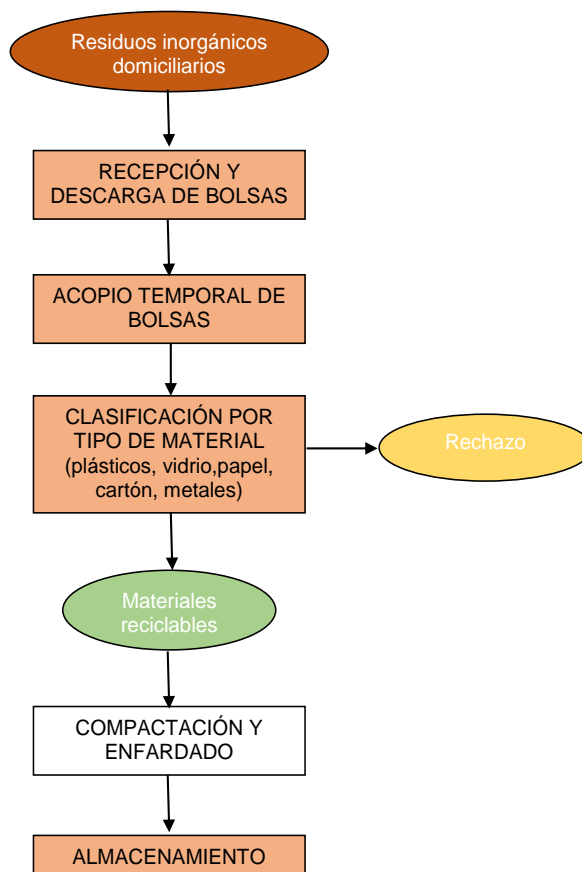 Residuos inorgánicos
domiciliarios
RECEPCIÓN Y
DESCARGA DE BOLSAS
ACOPIO TEMPORAL DE
BOLSAS
CLASIFICACIÓN POR
TIPO DE MATERIAL
(plásticos, vidrio,papel,
cartón, metales)
Rechazo
Materiales
reciclables
COMPACTACIÓN Y
ENFARDADO
ALMACENAMIENTO